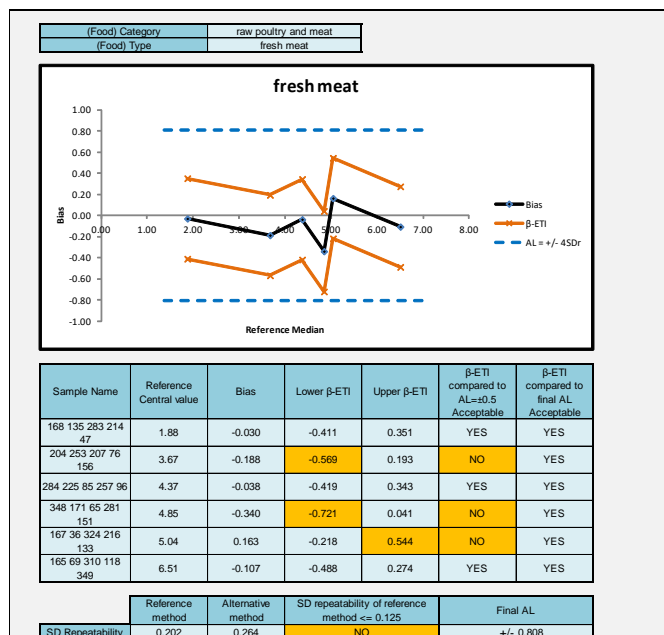 (Food) Category raw poultry and meat
(Food) Type fresh meat
fresh meat
1.00
0.80
0.60
0.40
0.20
0.00
0.00 1.00 2.00 3.00 4.00 5.00 6.00 7.00 8.00
-0.20
-0.40
-0.60
-0.80
-1.00
Bias
Reference Median
Bias
β-ETI
AL = +/- 4SDr
Sample Name Reference Central value Bias Lower β-ETI Upper β-ETI β-ETI compared to AL=±0.5 Acceptable β-ETI compared to final AL Acceptable
168 135 283 214 47 1.88 -0.030 -0.411 0.351 YES YES
204 253 207 76 156 3.67 -0.188 -0.569 0.193 NO YES
284 225 85 257 96 4.37 -0.038 -0.419 0.343 YES YES
348 171 65 281 151 4.85 -0.340 -0.721 0.041 NO YES
167 36 324 216 133 5.04 0.163 -0.218 0.544 NO YES
165 69 310 118 349 6.51 -0.107 -0.488 0.274 YES YES
Reference method Alternative method SD repeatability of reference method <= 0.125 Final AL
SD Repeatability 0.202 0.264 NO +/- 0.808